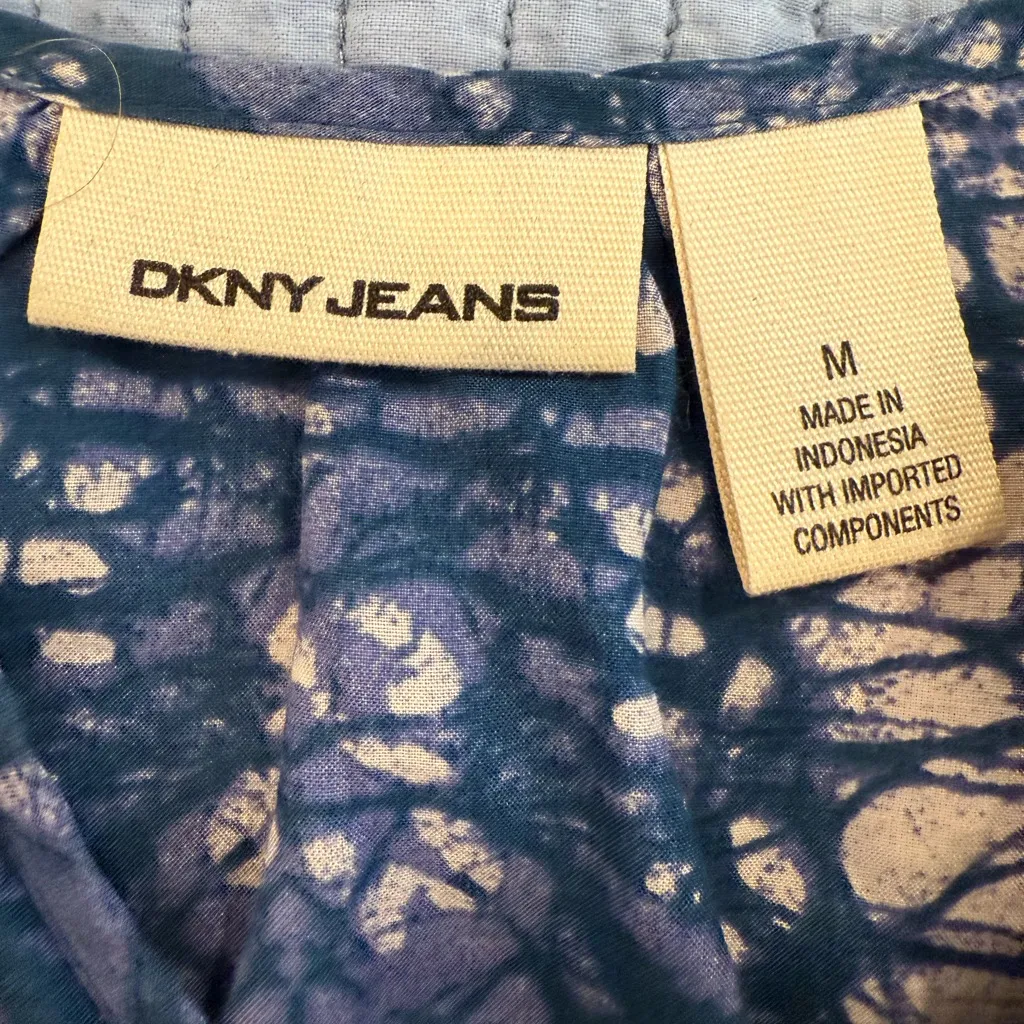 DKNY JEANS
M
MADE IN
INDONESIA
WITH IMPORTED
COMPONENTS